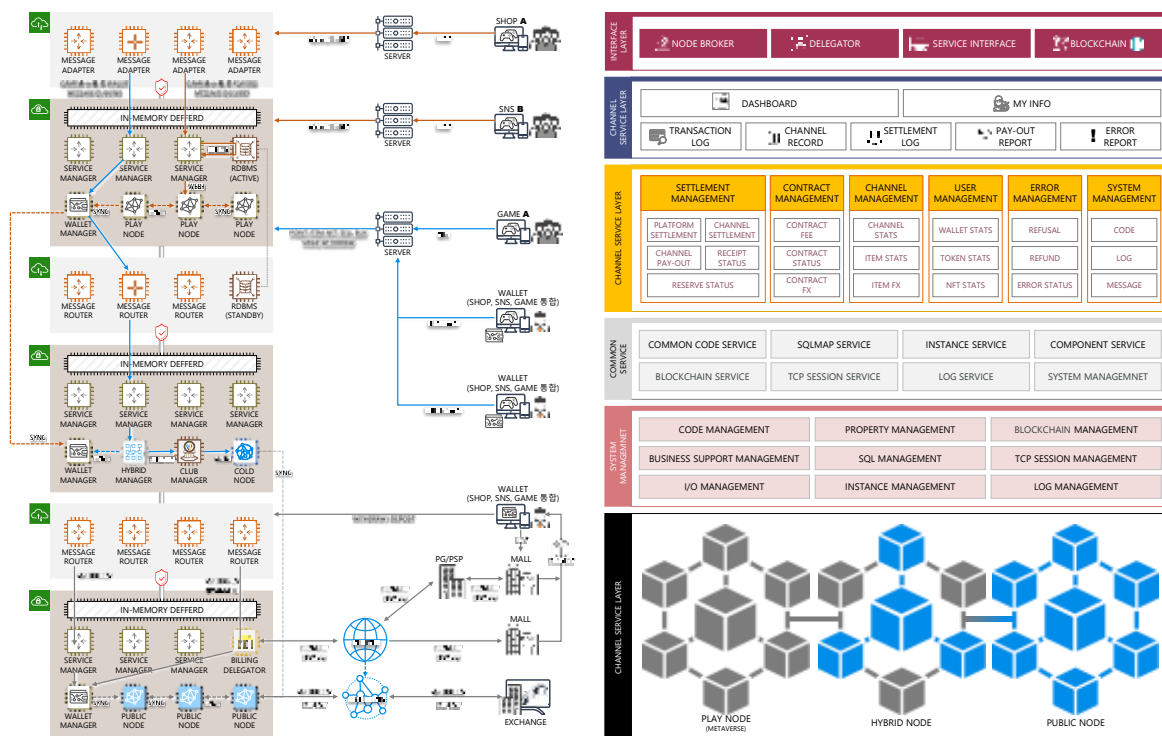 SHOP A
SERVER
MESSAGE ADAPTER
MESSAGE ADAPTER
MESSAGE ADAPTER
MESSAGE ADAPTER
IN-MEMORY DEFFERD
SNS B
SERVER
SERVICE MANAGER
SERVICE MANAGER
SERVICE MANAGER
RDBMS (ACTIVE)
SYNG
WALLET MANAGER
PLAY NODE
PLAY NODE
PLAY NODE
GAME A
SERVER
MESSAGE ROUTER
MESSAGE ROUTER
MESSAGE ROUTER
RDBMS (STANDBY)
WALLET
(SHOP, SNS, GAME 통합)
IN-MEMORY DEFFERD
SERVICE MANAGER
SERVICE MANAGER
SERVICE MANAGER
SERVICE MANAGER
WALLET
(SHOP, SNS, GAME 통합)
SYNG
WALLET MANAGER
HYBRID MANAGER
CLUB MANAGER
COLD NODE
SYNG
WALLET
(SHOP, SNS, GAME 통합)
MESSAGE ROUTER
MESSAGE ROUTER
MESSAGE ROUTER
MESSAGE ROUTER
PG/PSP
MALL
IN-MEMORY DEFFERD
SERVICE MANAGER
SERVICE MANAGER
SERVICE MANAGER
BILLING DELEGATOR
MALL
SYNG
WALLET MANAGER
PUBLIC NODE
PUBLIC NODE
PUBLIC NODE
EXCHANGE
INTERFACE LAYER
NODE BROKER
DELEGATOR
SERVICE INTERFACE
BLOCKCHAIN
CHANNEL SERVICE LAYER
DASHBOARD
MY INFO
TRANSACTION LOG
CHANNEL RECORD
SETTLEMENT LOG
PAY-OUT REPORT
ERROR REPORT
CHANNEL SERVICE LAYER
SETTLEMENT MANAGEMENT
CONTRACT MANAGEMENT
CHANNEL MANAGEMENT
USER MANAGEMENT
ERROR MANAGEMENT
SYSTEM MANAGEMENT
PLATFORM SETTLEMENT
CHANNEL SETTLEMENT
CONTRACT FEE
CHANNEL STATS
WALLET STATS
REFUSAL
CODE
CHANNEL PAY-OUT
RECEIPT STATUS
CONTRACT STATUS
ITEM STATS
TOKEN STATS
REFUND
LOG
RESERVE STATUS
CONTRACT FX
ITEM FX
NFT STATS
ERROR STATUS
MESSAGE
COMMON SERVICE
COMMON CODE SERVICE
SQLMAP SERVICE
INSTANCE SERVICE
COMPONENT SERVICE
BLOCKCHAIN SERVICE
TCP SESSION SERVICE
LOG SERVICE
SYSTEM MANAGEMNET
SYSTEM MANAGEMNET
CODE MANAGEMENT
PROPERTY MANAGEMENT
BLOCKCHAIN MANAGEMENT
BUSINESS SUPPORT MANAGEMENT
SQL MANAGEMENT
TCP SESSION MANAGEMENT
I/O MANAGEMENT
INSTANCE MANAGEMENT
LOG MANAGEMENT
CHANNEL SERVICE LAYER
PLAY NODE
(METAVERSE)
HYBRID NODE
PUBLIC NODE